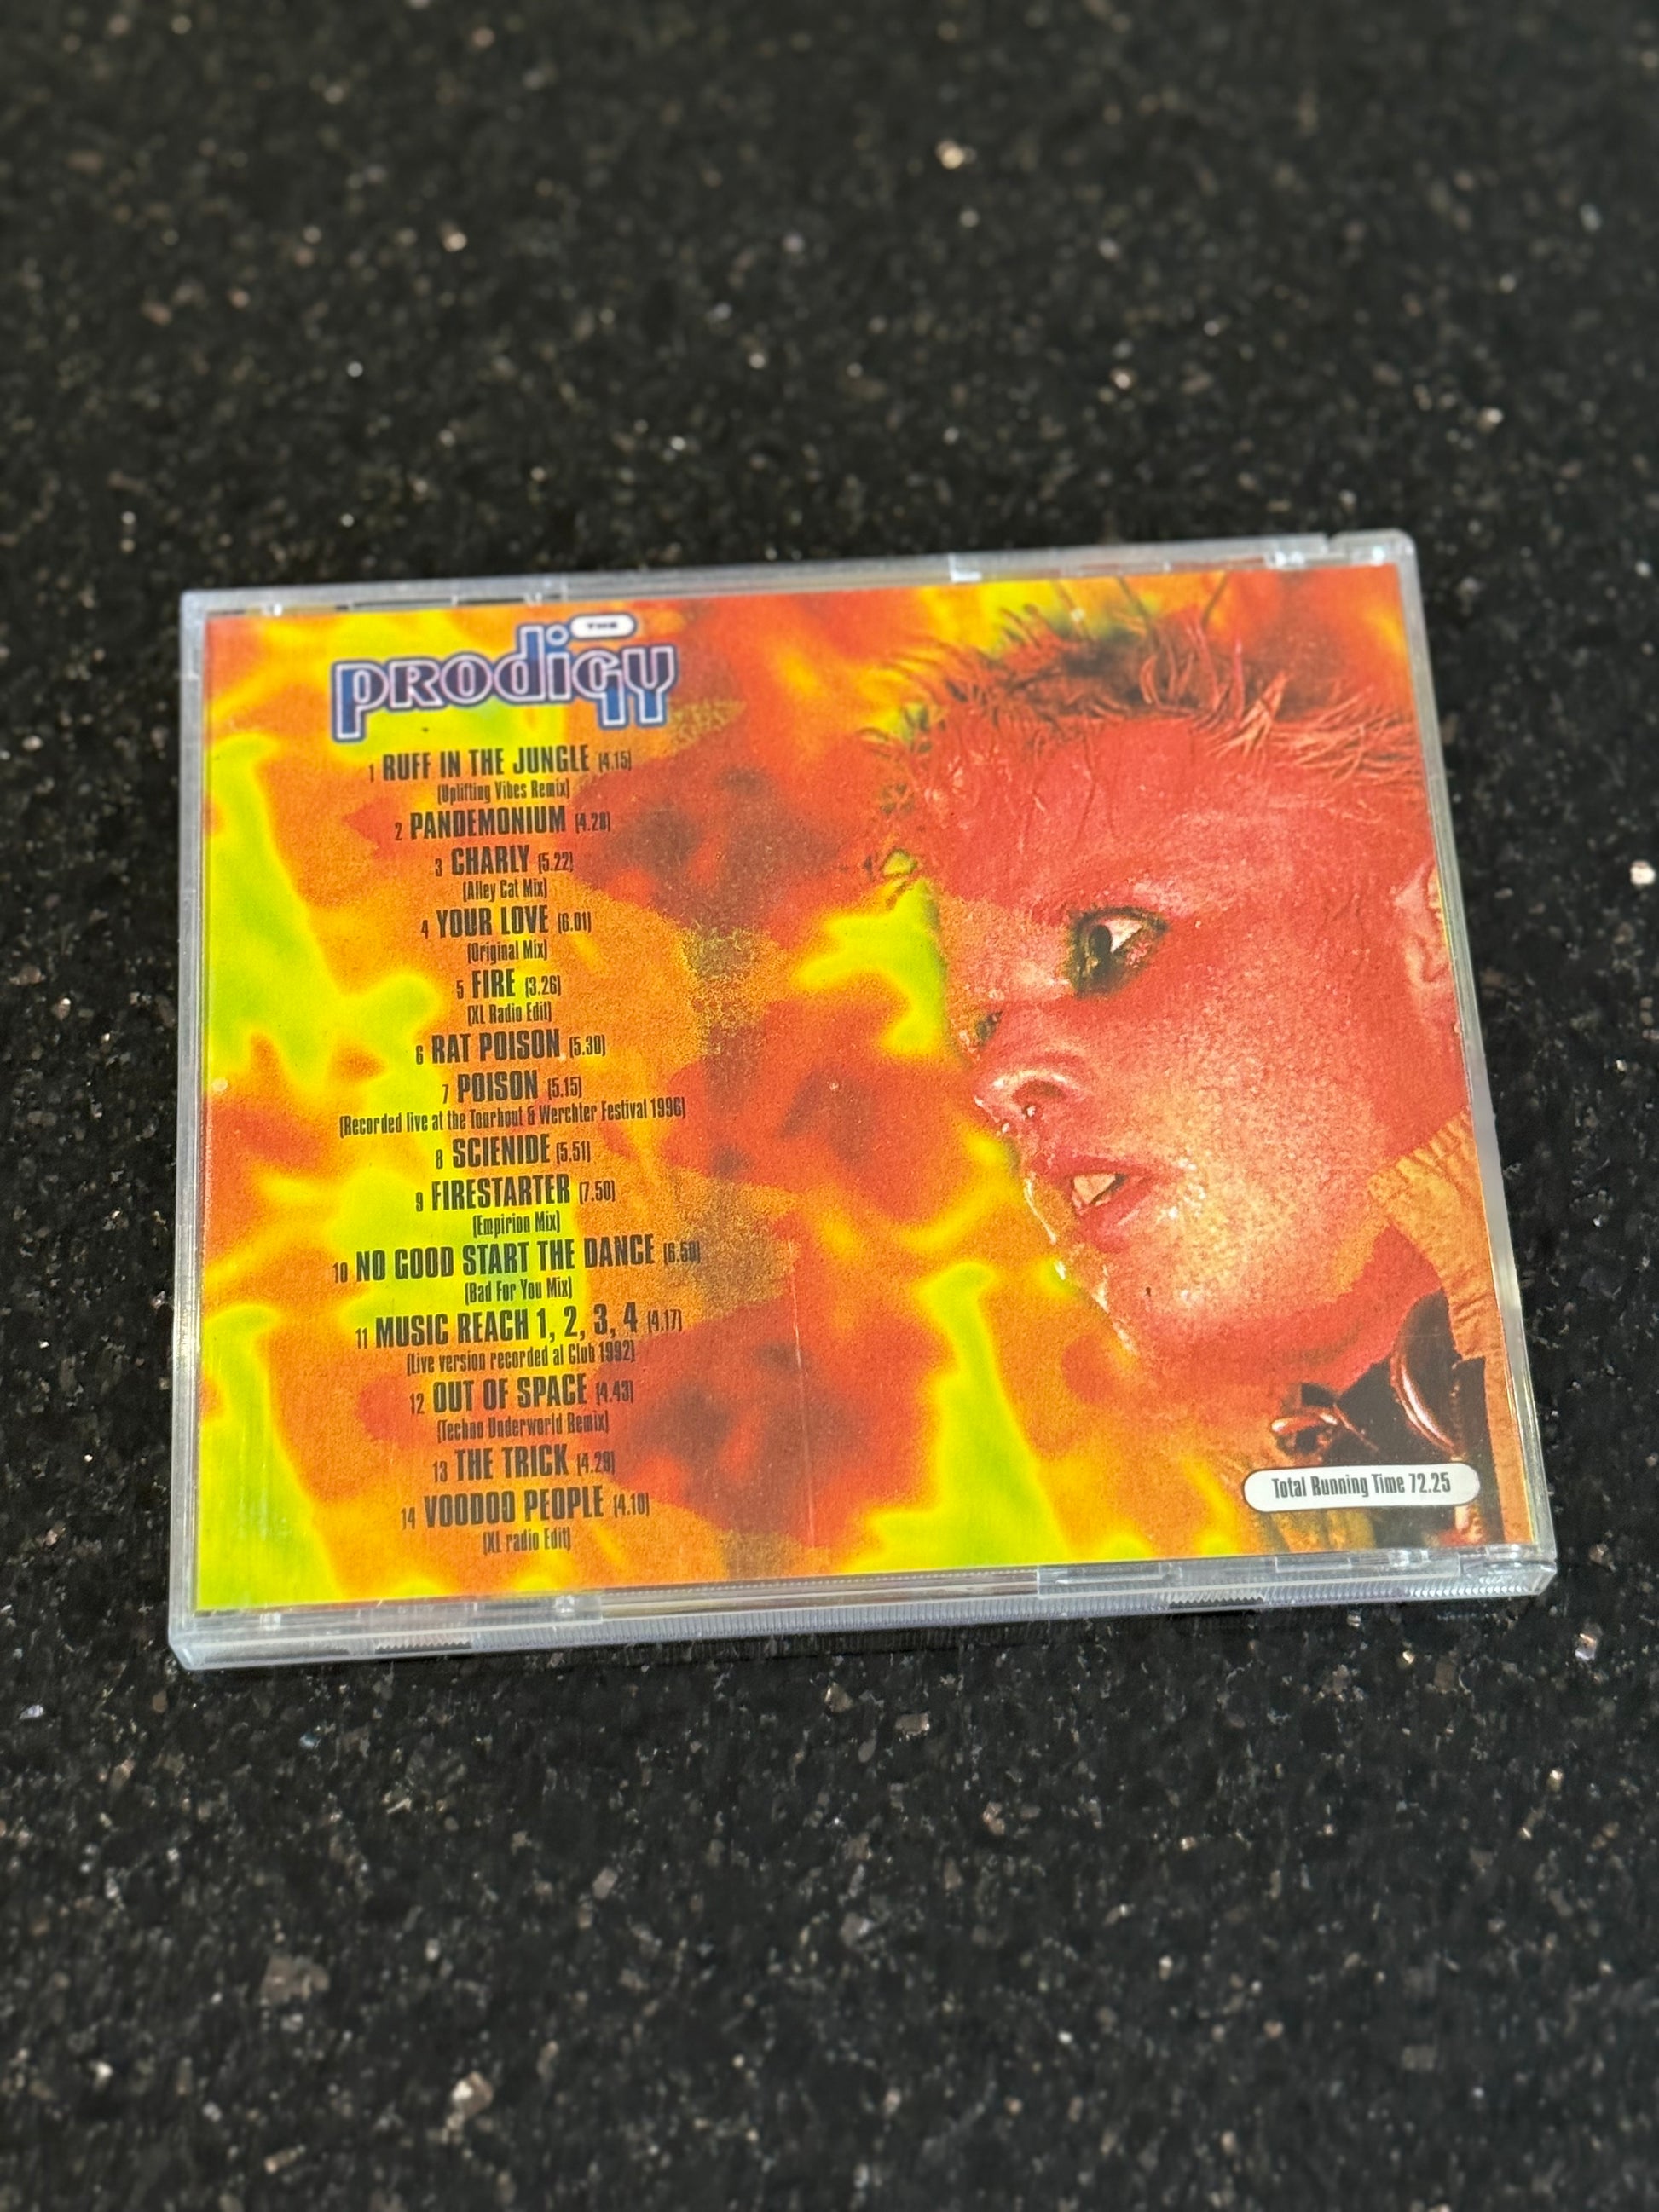 THE
prodigy
1 RUFF IN THE JUNGLE (4.15)
(Uplifting Vibes Remix)
2 PANDEMONIUM (4.28)
3 CHARLY (5.22)
(Alley Cat Mix)
4 YOUR LOVE (6.01)
(Original Mix)
5 FIRE (3.26)
(XL Radio Edit)
6 RAT POISON (5.30)
7 POISON (5.15)
(Recorded live at the Tourhout & Werchter Festival 1996)
8 SCIENIDE (5.51)
9 FIRESTARTER (7.50)
(Empirion Mix)
10 NO GOOD START THE DANCE (6.50)
(Bad For You Mix)
11 MUSIC REACH 1, 2, 3, 4 (4.17)
(Live version recorded at Club 1992)
12 OUT OF SPACE (4.43)
(Techno Underworld Remix)
13 THE TRICK (4.29)
14 VOODOO PEOPLE (4.10)
(XL radio Edit)
Total Running Time 72.25